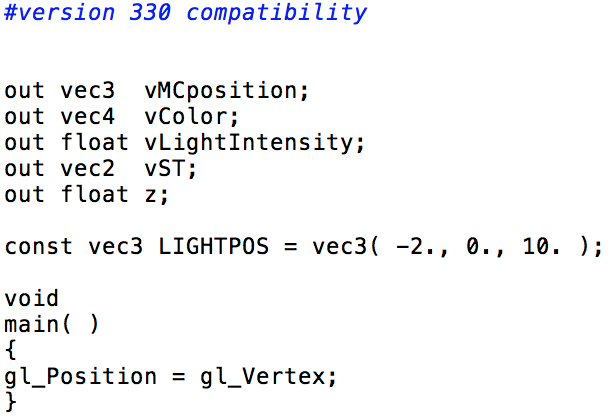 #version 330 compatibility
out vec3  vMCposition;
out vec4  vColor;
out float vLightIntensity;
out vec2  vST;
out float z;
const vec3 LIGHTPOS = vec3( -2., 0., 10. );
void
main( )
{
gl_Position = gl_Vertex;
}